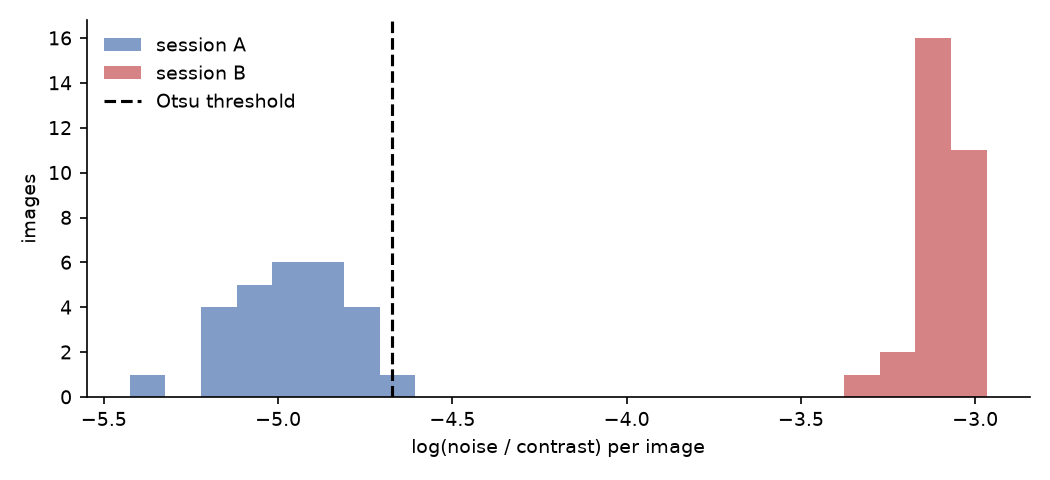 session A
session B
Otsu threshold
16
14
12
10
8
6
4
2
0
images
−5.5 −5.0 −4.5 −4.0 −3.5 −3.0
log(noise / contrast) per image